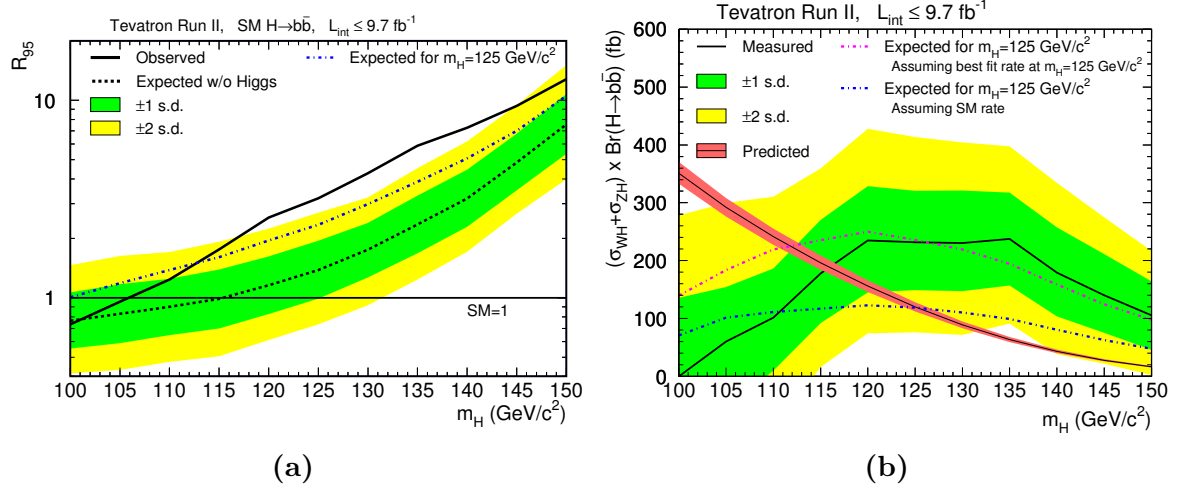 Tevatron Run II, SM H→bb̄, L_int ≤ 9.7 fb⁻¹
R₉₅
Observed
Expected w/o Higgs
±1 s.d.
±2 s.d.
Expected for m_H=125 GeV/c²
10
1
SM=1
100 105 110 115 120 125 130 135 140 145 150
m_H (GeV/c²)
(a)
Tevatron Run II, L_int ≤ 9.7 fb⁻¹
(σ_WH+σ_ZH) x Br(H→bb̄) (fb)
600
500
400
300
200
100
0
Measured
±1 s.d.
±2 s.d.
Predicted
Expected for m_H=125 GeV/c²
Assuming best fit rate at m_H=125 GeV/c²
Expected for m_H=125 GeV/c²
Assuming SM rate
100 105 110 115 120 125 130 135 140 145 150
m_H (GeV/c²)
(b)